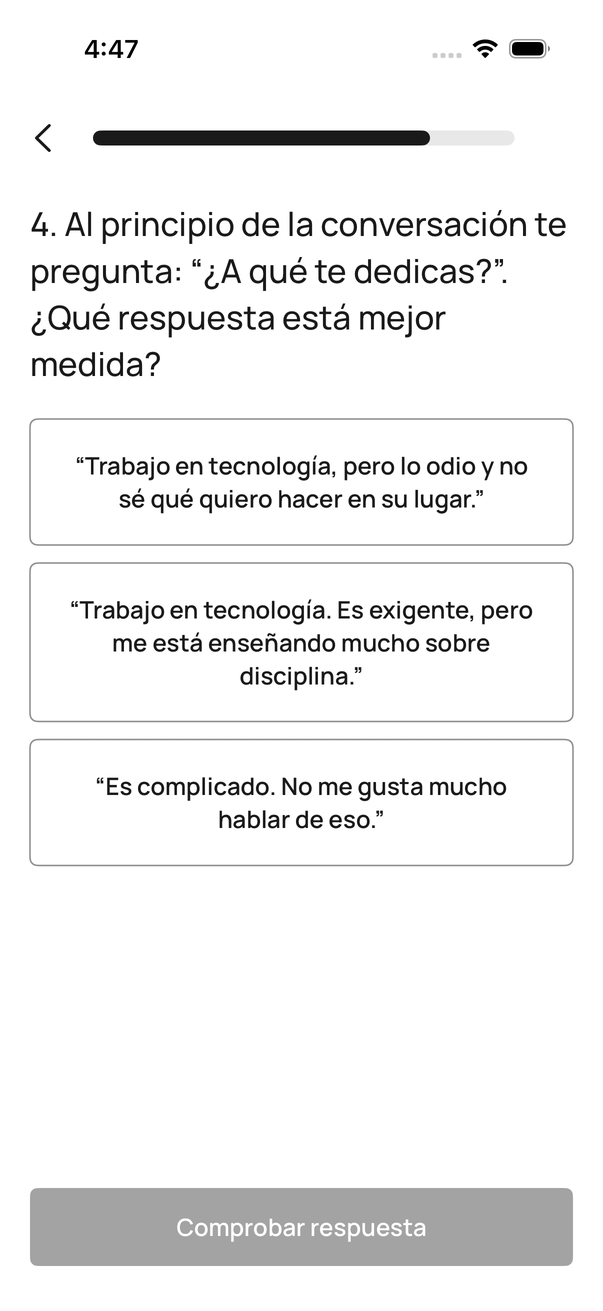 4:47
4. Al principio de la conversación te
pregunta: “¿A qué te dedicas?”.
¿Qué respuesta está mejor
medida?
“Trabajo en tecnología, pero lo odio y no
sé qué quiero hacer en su lugar.”
“Trabajo en tecnología. Es exigente, pero
me está enseñando mucho sobre
disciplina.”
“Es complicado. No me gusta mucho
hablar de eso.”
Comprobar respuesta